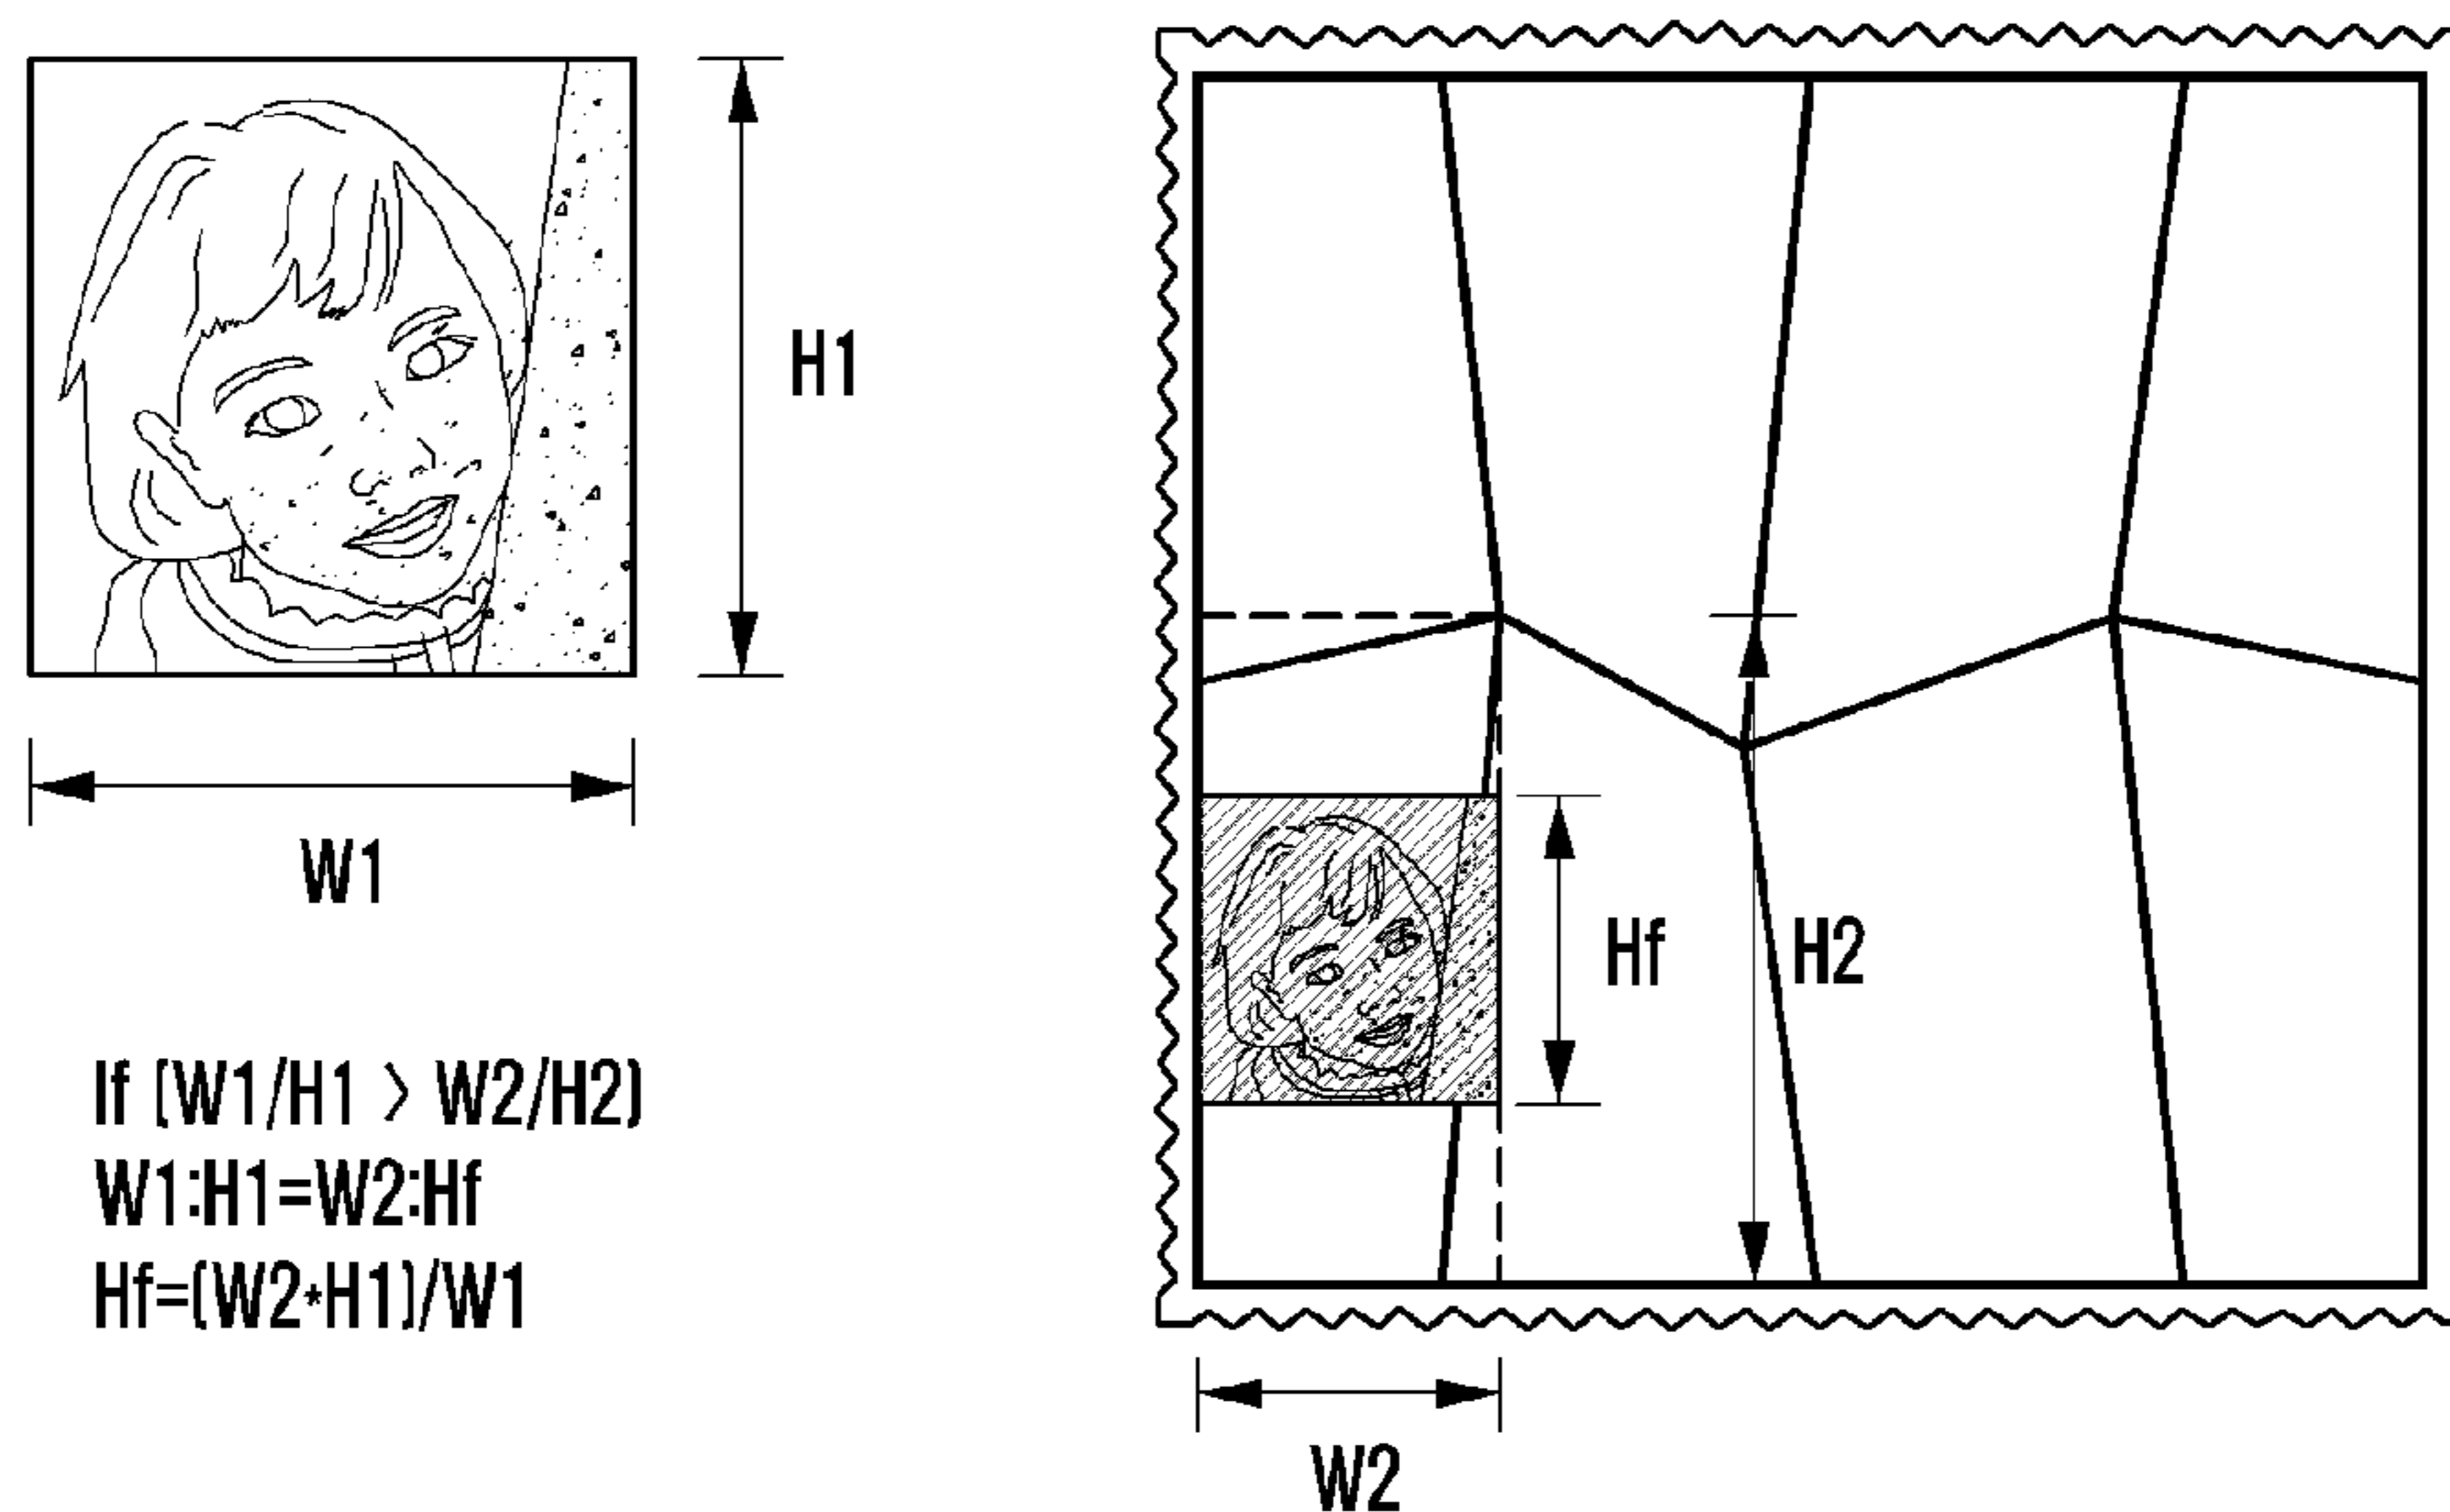 H1
W1
If (W1/H1 > W2/H2)
W1:H1=W2:Hf
Hf=(W2*H1)/W1
Hf
H2
W2